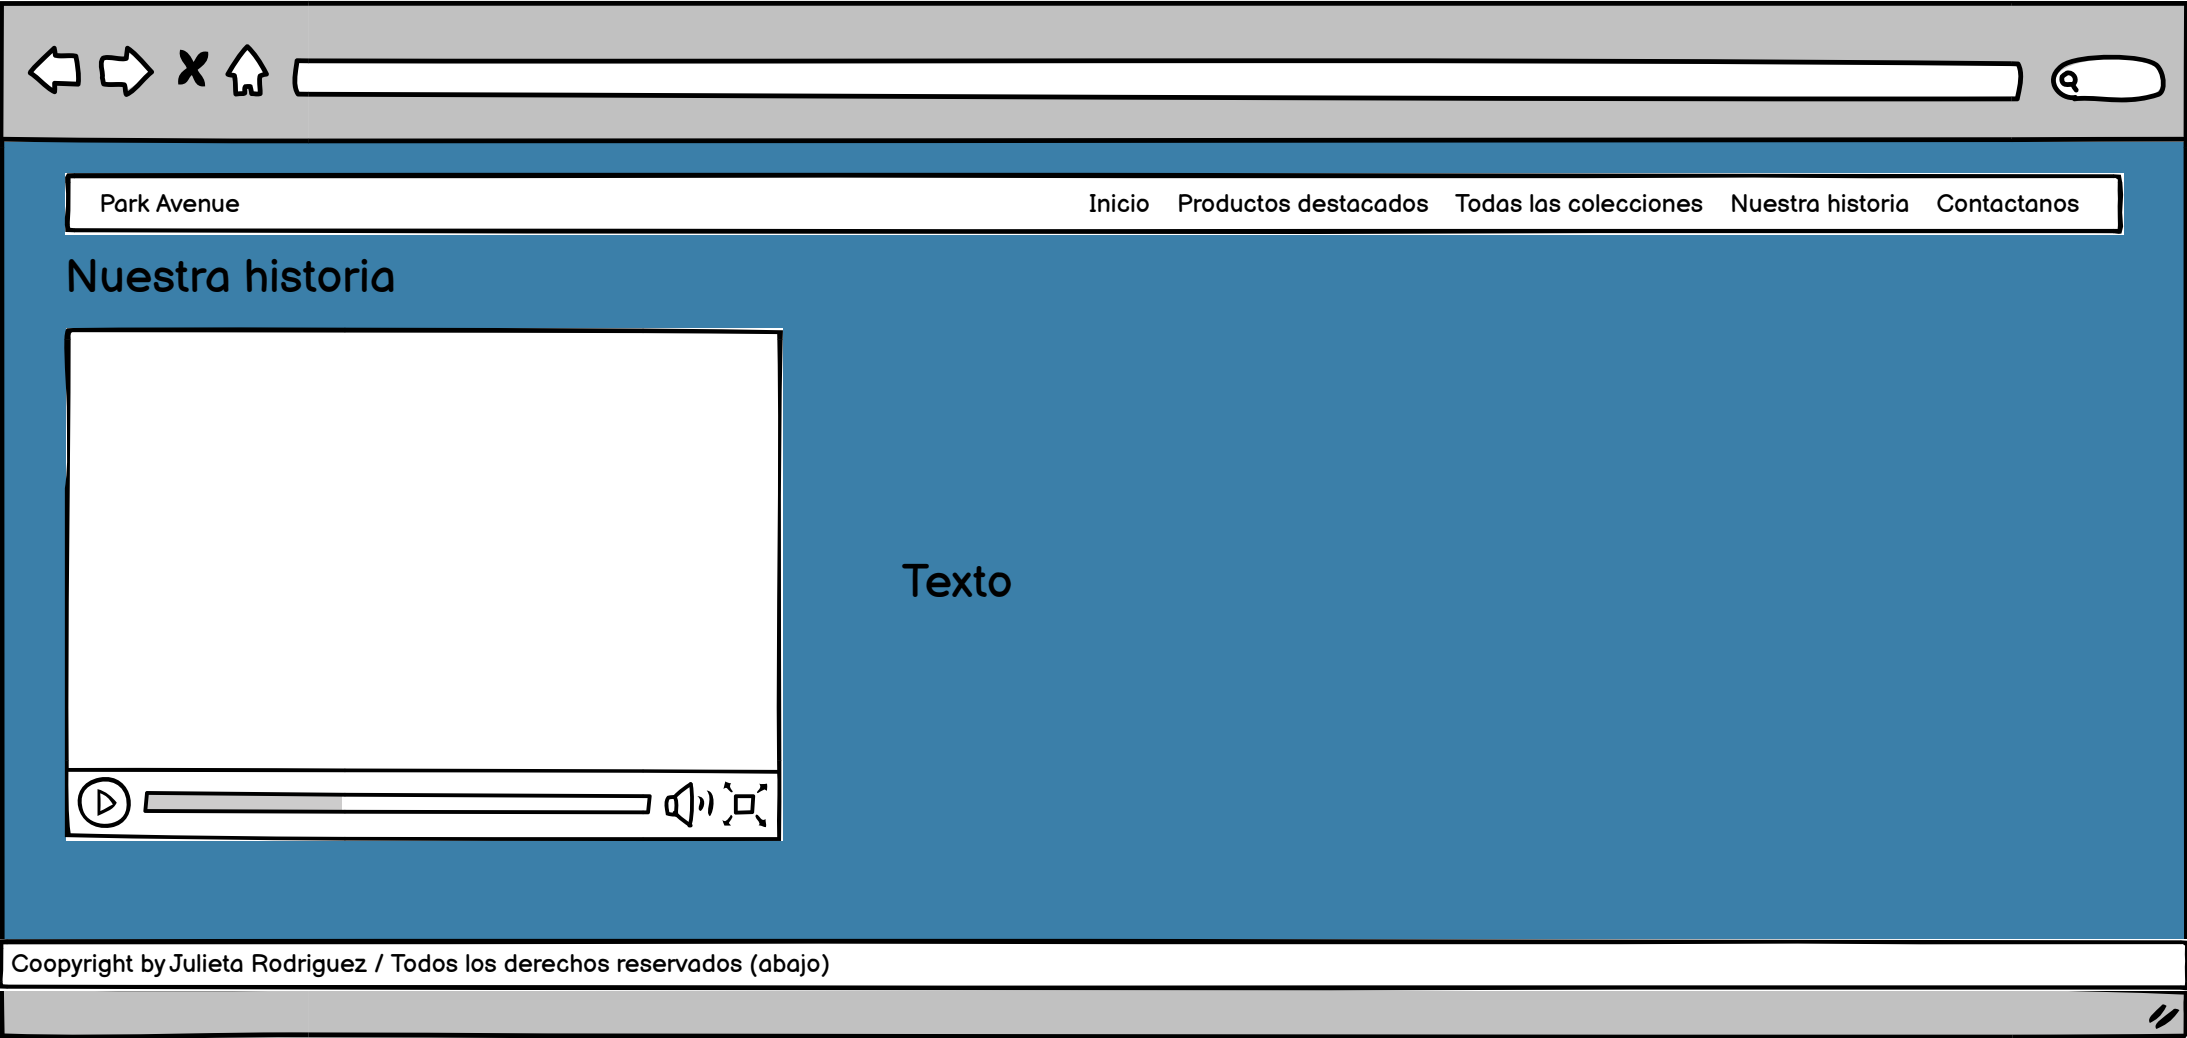 Park Avenue Inicio Productos destacados Todas las colecciones Nuestra historia Contactanos
Nuestra historia
Texto
Coopyright by Julieta Rodriguez / Todos los derechos reservados (abajo)